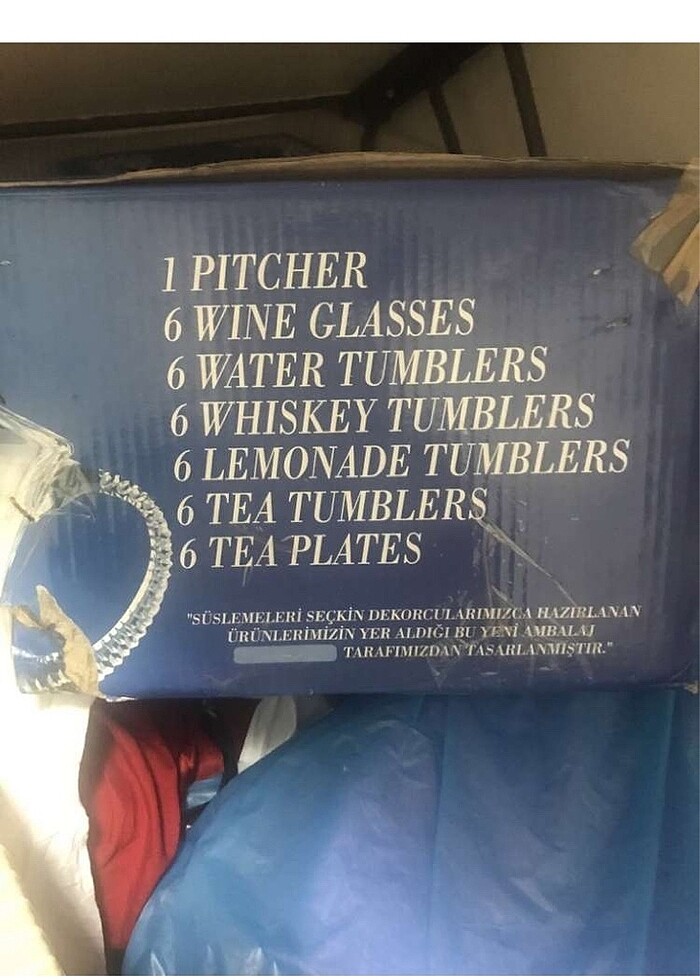 1 PITCHER
6 WINE GLASSES
6 WATER TUMBLERS
6 WHISKEY TUMBLERS
6 LEMONADE TUMBLERS
6 TEA TUMBLERS
6 TEA PLATES
"SÜSLEMELERİ SEÇKİN DEKORCULARIMIZCA HAZIRLANAN
ÜRÜNLERİMİZİN YER ALDIĞI BU YENİ AMBALAJ
TARAFIMIZDAN TASARLANMIŞTIR."